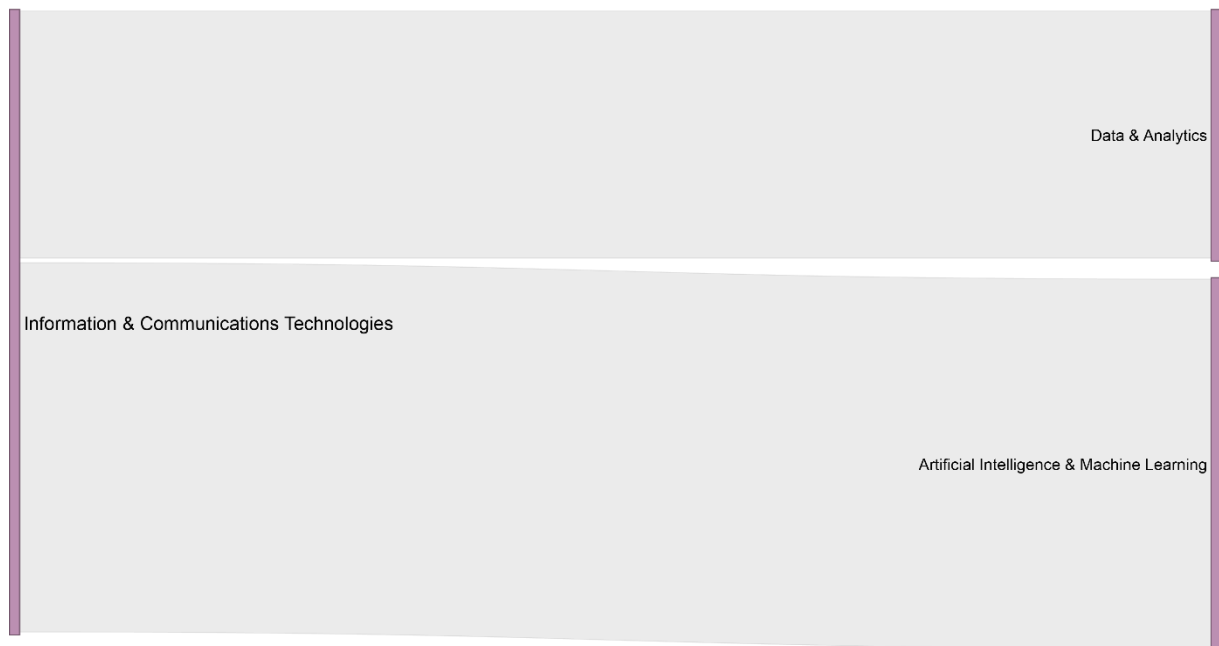 Data & Analytics
Information & Communications Technologies
Artificial Intelligence & Machine Learning